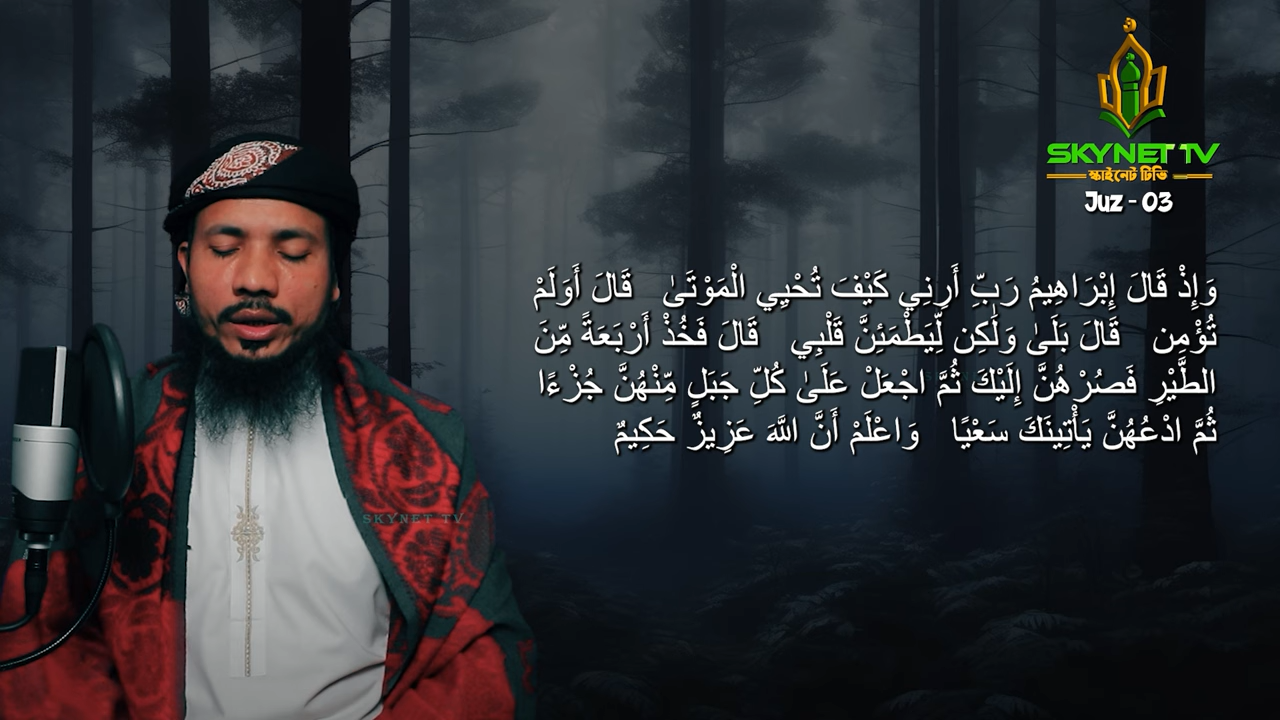 SKYNET TV
স্কাইনেট টিভি
Juz - 03
وَإِذْ قَالَ إِبْرَاهِيمُ رَبِّ أَرِنِي كَيْفَ تُحْيِي الْمَوْتَىٰ قَالَ أَوَلَمْ
تُؤْمِن قَالَ بَلَىٰ وَلَٰكِن لِّيَطْمَئِنَّ قَلْبِي قَالَ فَخُذْ أَرْبَعَةً مِّنَ
الطَّيْرِ فَصُرْهُنَّ إِلَيْكَ ثُمَّ اجْعَلْ عَلَىٰ كُلِّ جَبَلٍ مِّنْهُنَّ جُزْءًا
ثُمَّ ادْعُهُنَّ يَأْتِينَكَ سَعْيًا وَاعْلَمْ أَنَّ اللَّهَ عَزِيزٌ حَكِيمٌ
SKYNET TV